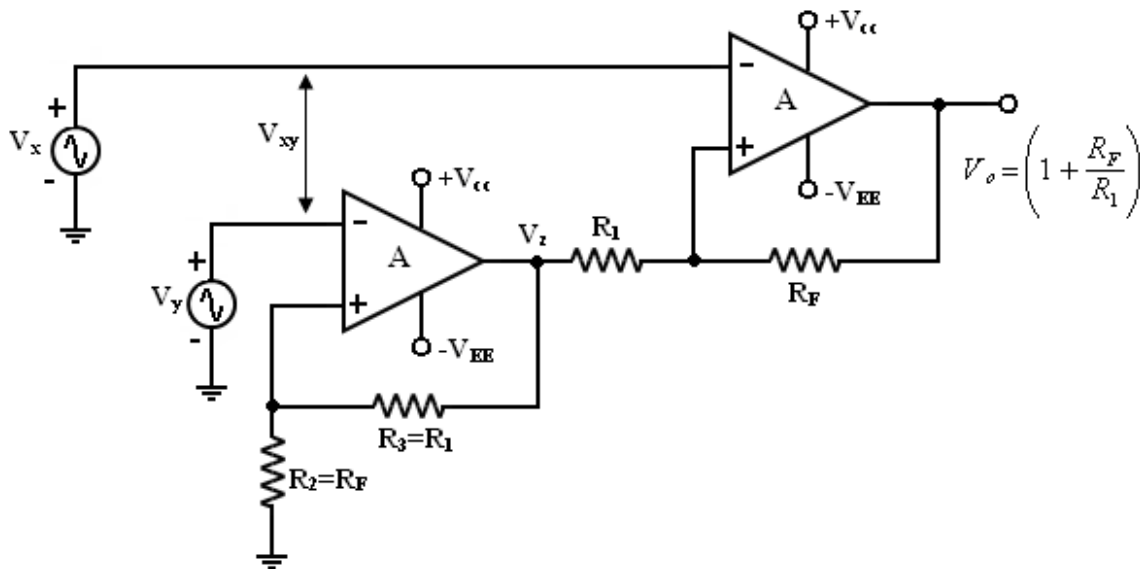 +Vcc
-
A
+
-VEE
+
Vx
-
Vxy
Vo = (1 + RF/R1)
+Vcc
-
A
+
-VEE
+
Vy
-
Vz
R1
RF
R3=R1
R2=RF